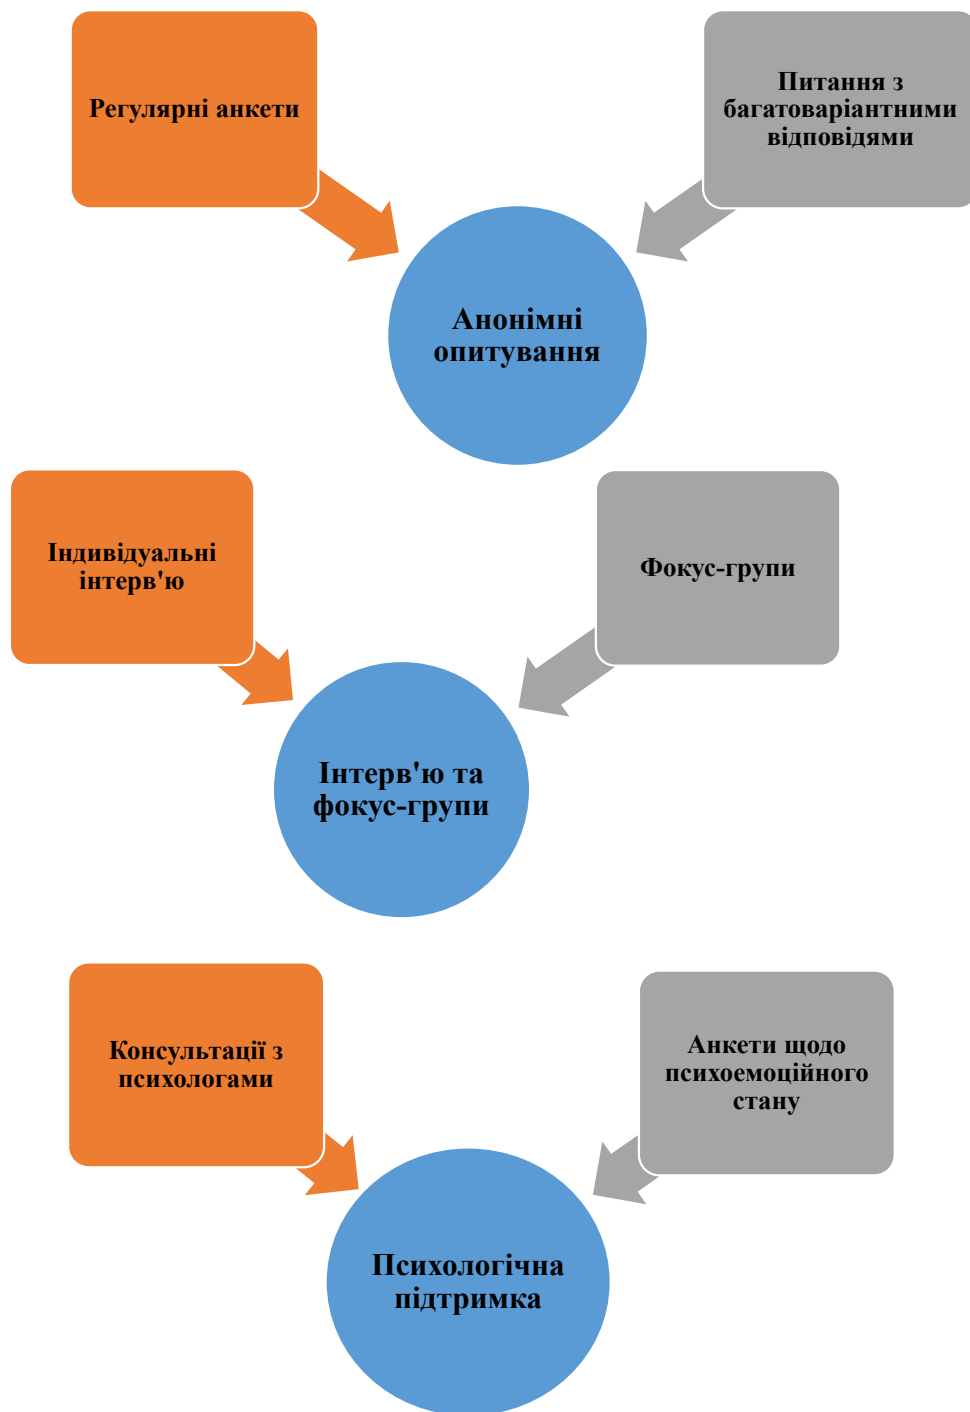 Регулярні анкети
Питання з
багатоваріантними
відповідями
Анонімні
опитування
Індивідуальні
інтерв'ю
Фокус-групи
Інтерв'ю та
фокус-групи
Консультації з
психологами
Анкети щодо
психоемоційного
стану
Психологічна
підтримка